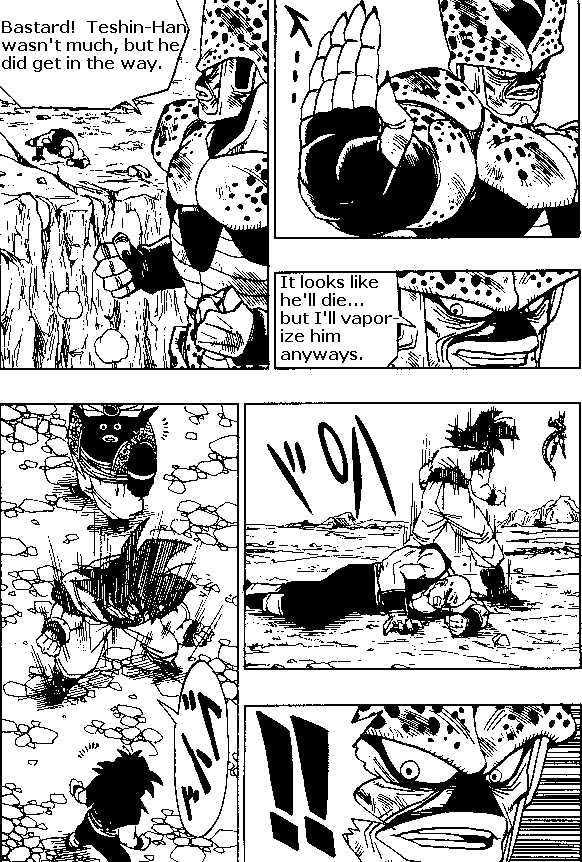 Bastard! Teshin-Han
wasn't much, but he
did get in the way.
It looks like
he'll die...
but I'll vapor-
ize him
anyways.
!!